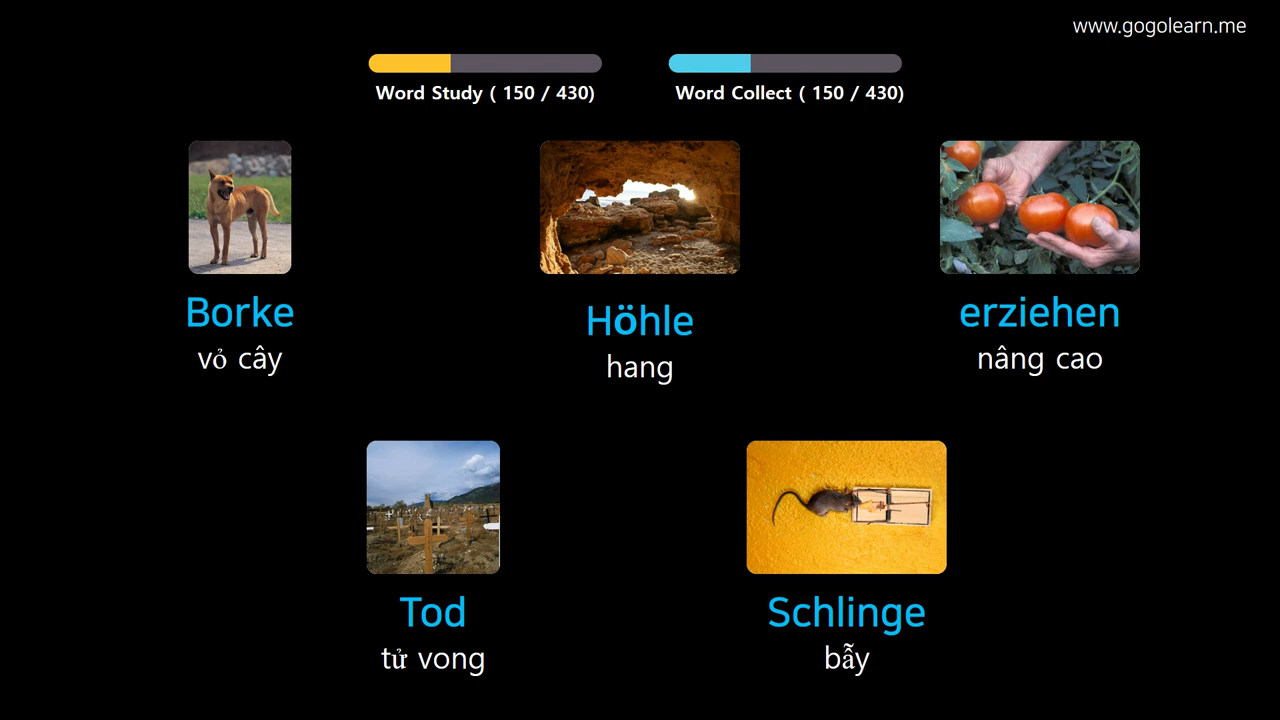 www.gogolearn.me
Word Study ( 150 / 430)
Word Collect ( 150 / 430)
Borke
vỏ cây
Höhle
hang
erziehen
nâng cao
Tod
tử vong
Schlinge
bẫy